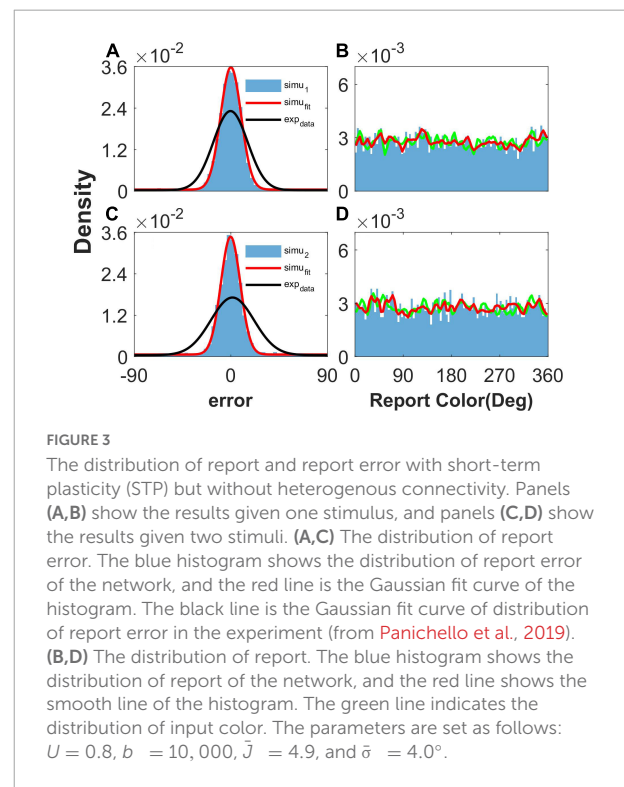 A ×10⁻²
3.6
2.4
1.2
0
simu₁
simu_fit
exp_data
B ×10⁻³
6
3
0
Density
C ×10⁻²
3.6
2.4
1.2
0
-90 0 90
error
simu₂
simu_fit
exp_data
D ×10⁻³
6
3
0
0 90 180 270 360
Report Color(Deg)
FIGURE 3
The distribution of report and report error with short-term
plasticity (STP) but without heterogenous connectivity. Panels
(A,B) show the results given one stimulus, and panels (C,D) show
the results given two stimuli. (A,C) The distribution of report
error. The blue histogram shows the distribution of report error
of the network, and the red line is the Gaussian fit curve of the
histogram. The black line is the Gaussian fit curve of distribution
of report error in the experiment (from Panichello et al., 2019).
(B,D) The distribution of report. The blue histogram shows the
distribution of report of the network, and the red line shows the
smooth line of the histogram. The green line indicates the
distribution of input color. The parameters are set as follows:
U = 0.8, b = 10, 000, J̄ = 4.9, and σ̄ = 4.0°.